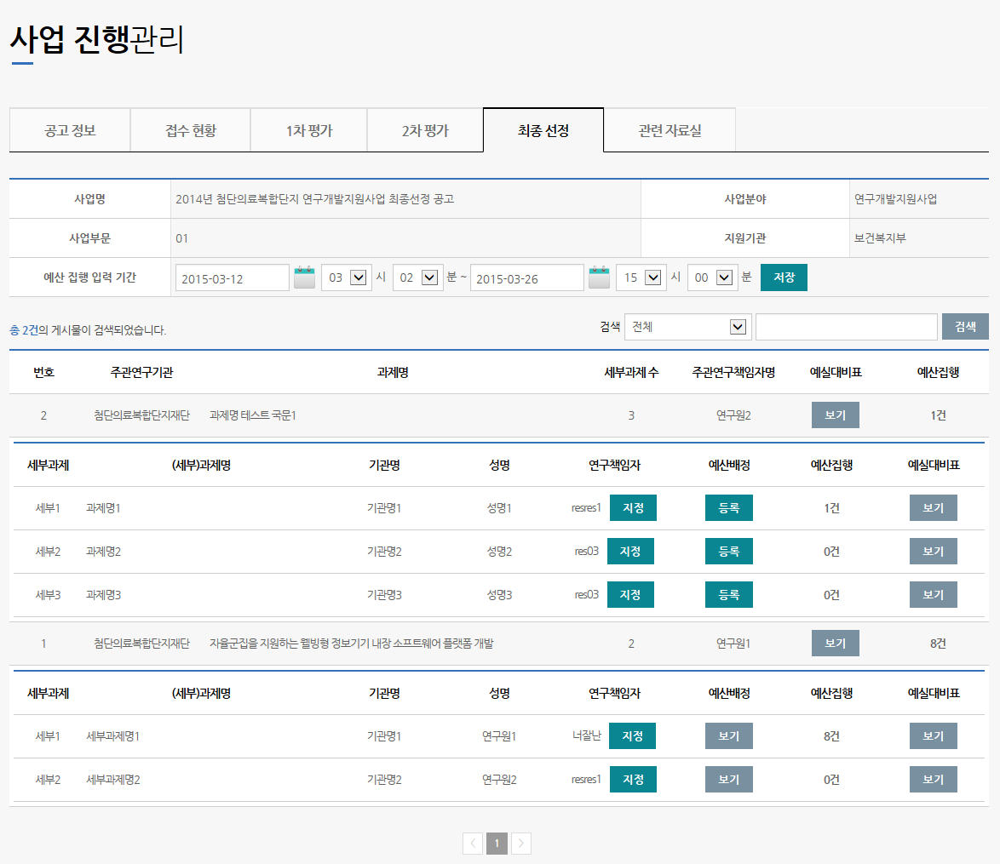 사업 진행관리
공고 정보 접수 현황 1차 평가 2차 평가 최종 선정 관련 자료실
사업명 2014년 첨단의료복합단지 연구개발지원사업 최종선정 공고 사업분야 연구개발지원사업
사업부문 01 지원기관 보건복지부
예산 집행 입력 기간 2015-03-12 03 시 02 분 ~ 2015-03-26 15 시 00 분 저장
총 2건의 게시물이 검색되었습니다. 검색 전체 검색
번호 주관연구기관 과제명 세부과제 수 주관연구책임자명 예실대비표 예산집행
2 첨단의료복합단지재단 과제명 테스트 국문1 3 연구원2 보기 1건
세부과제 (세부)과제명 기관명 성명 연구책임자 예산배정 예산집행 예실대비표
세부1 과제명1 기관명1 성명1 resres1 지정 등록 1건 보기
세부2 과제명2 기관명2 성명2 res03 지정 등록 0건 보기
세부3 과제명3 기관명3 성명3 res03 지정 등록 0건 보기
1 첨단의료복합단지재단 자율군집을 지원하는 웰빙형 정보기기 내장 소프트웨어 플랫폼 개발 2 연구원1 보기 8건
세부과제 (세부)과제명 기관명 성명 연구책임자 예산배정 예산집행 예실대비표
세부1 세부과제명1 기관명1 연구원1 너잘난 지정 보기 8건 보기
세부2 세부과제명2 기관명2 연구원2 resres1 지정 보기 0건 보기
< 1 >